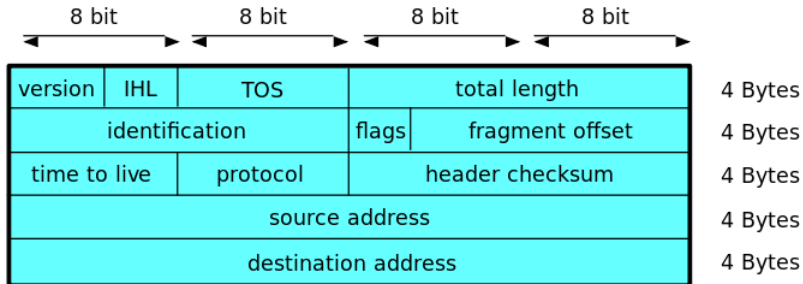 8 bit 8 bit 8 bit 8 bit
version IHL TOS total length 4 Bytes
identification flags fragment offset 4 Bytes
time to live protocol header checksum 4 Bytes
source address 4 Bytes
destination address 4 Bytes